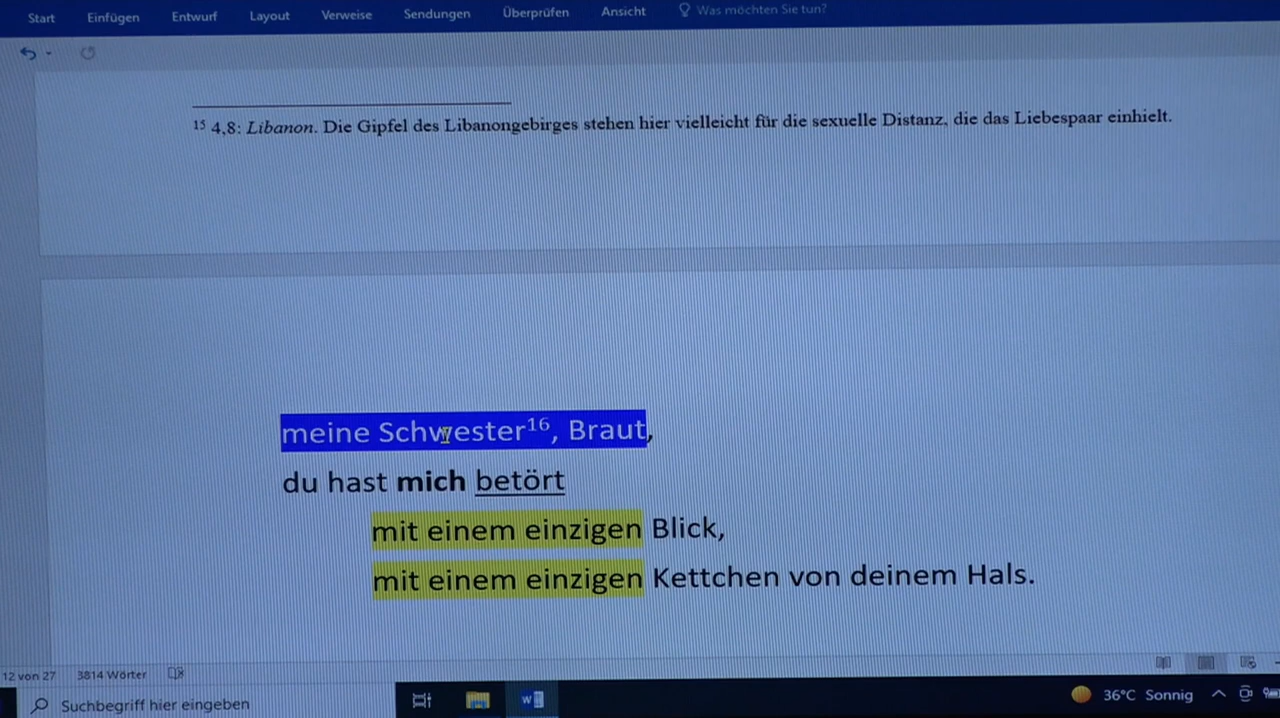 Start Einfügen Entwurf Layout Verweise Sendungen Überprüfen Ansicht Was möchten Sie tun?
15 4,8: Libanon. Die Gipfel des Libanongebirges stehen hier vielleicht für die sexuelle Distanz, die das Liebespaar einhielt.
meine Schwester16, Braut,
du hast mich betört
mit einem einzigen Blick,
mit einem einzigen Kettchen von deinem Hals.
12 von 27 3814 Wörter
Suchbegriff hier eingeben
36°C Sonnig